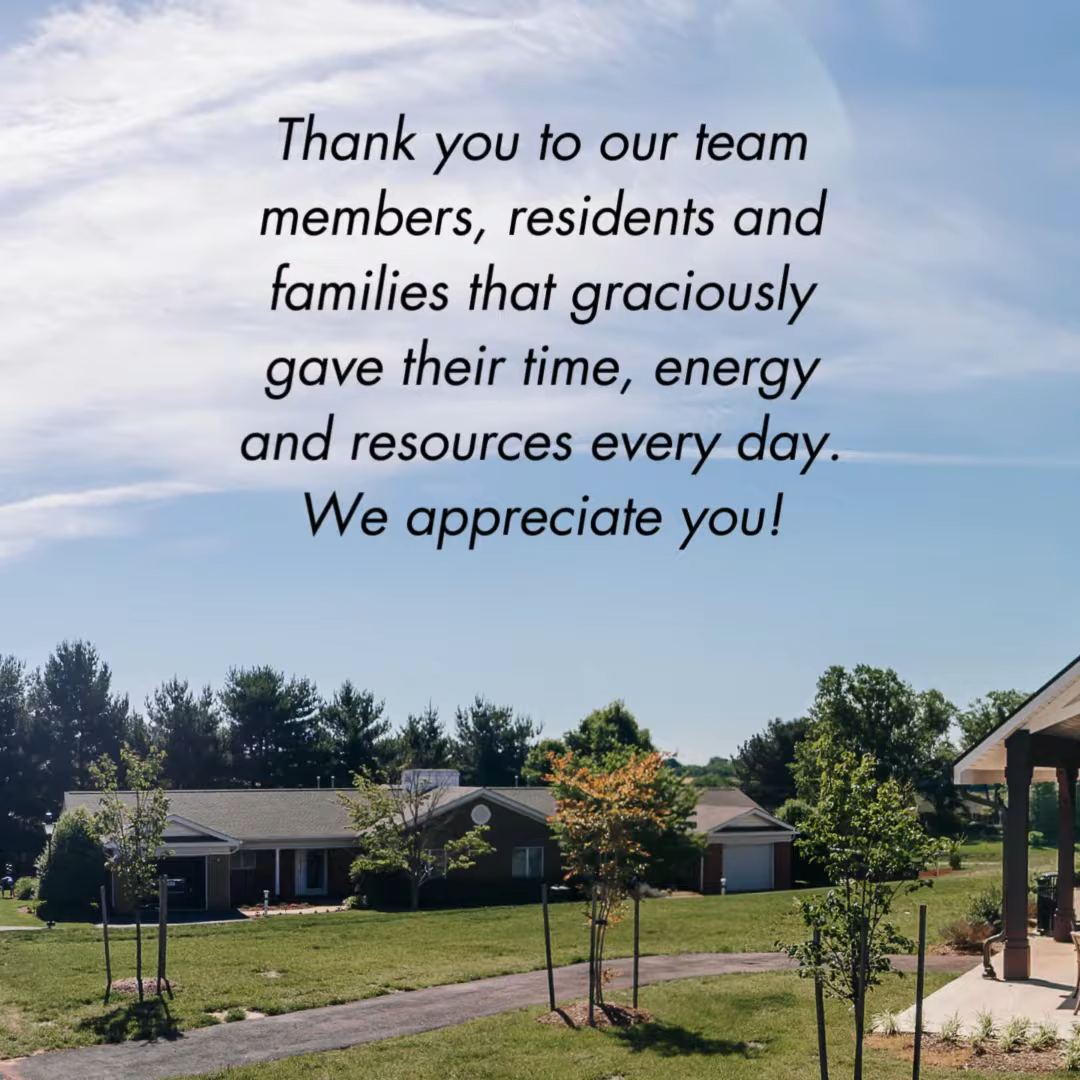 Thank you to our team
members, residents and
families that graciously
gave their time, energy
and resources every day.
We appreciate you!